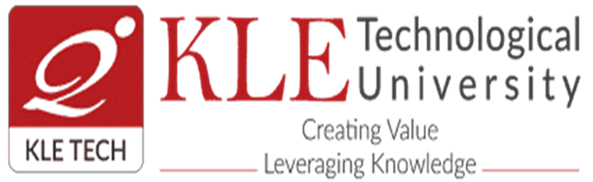 KLE TECH
KLE Technological
University
Creating Value
Leveraging Knowledge